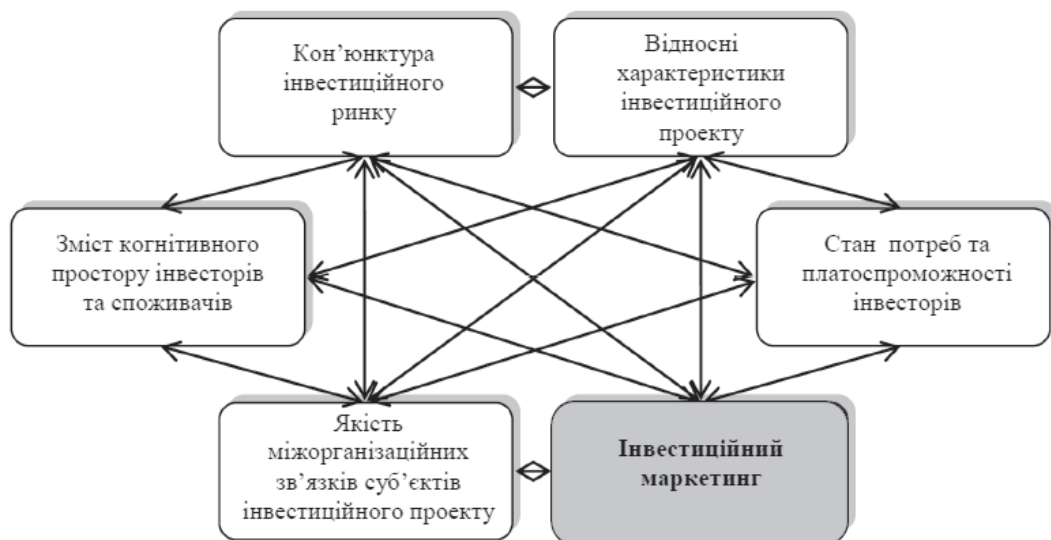 Кон’юнктура
інвестиційного
ринку
Відносні
характеристики
інвестиційного
проекту
Зміст когнітивного
простору інвесторів
та споживачів
Стан потреб та
платоспроможності
інвесторів
Якість
міжорганізаційних
зв’язків суб’єктів
інвестиційного проекту
Інвестиційний
маркетинг